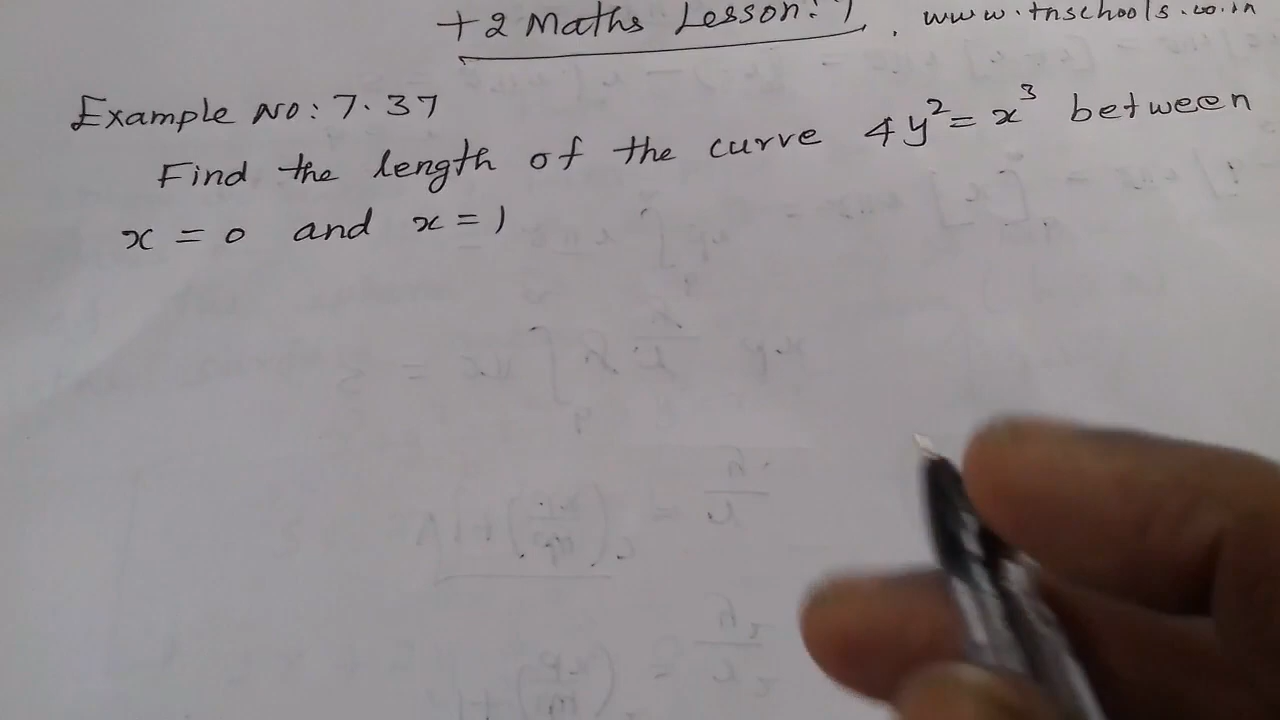 +2 Maths Lesson: 7, www.tnschools.co.in
Example No: 7.37
Find the length of the curve 4y² = x³ between
x = 0 and x = 1